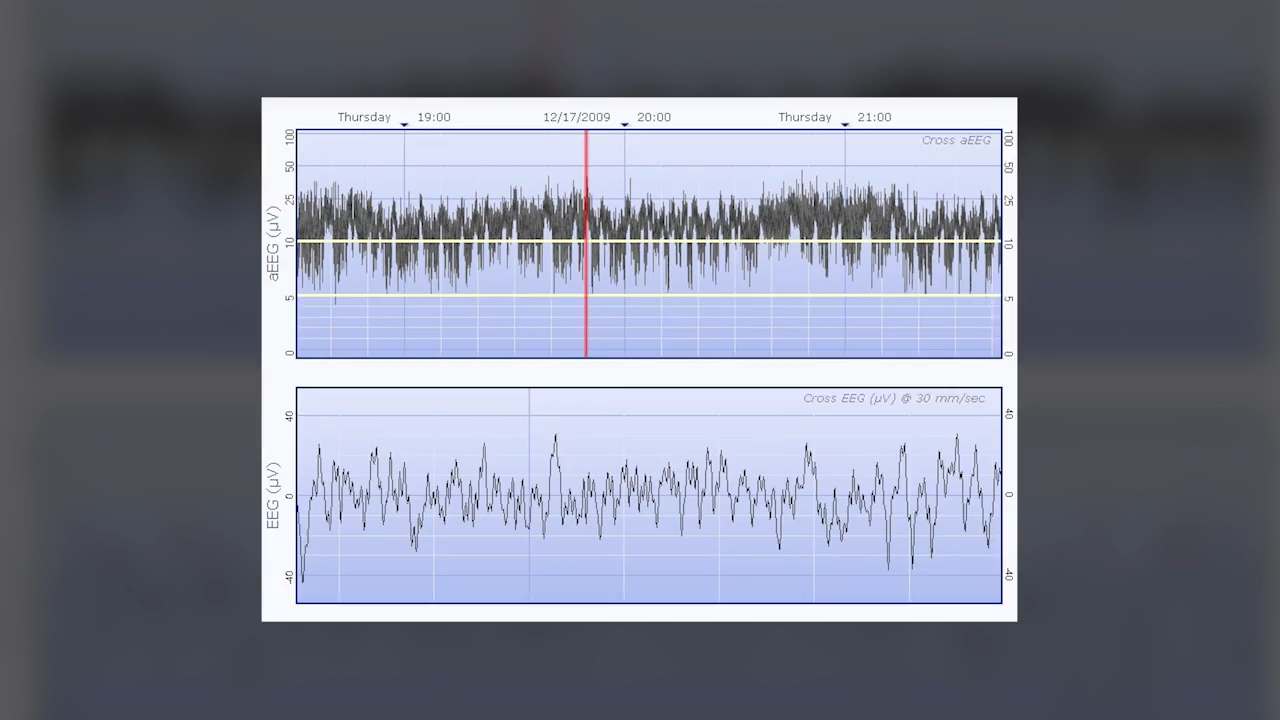 Thursday 19:00 12/17/2009 20:00 Thursday 21:00
Cross aEEG
aEEG (µV)
100 50 25 10 5 0
100 50 25 10 5 0
Cross EEG (µV) @ 30 mm/sec
EEG (µV)
40 0 -40
40 0 -40